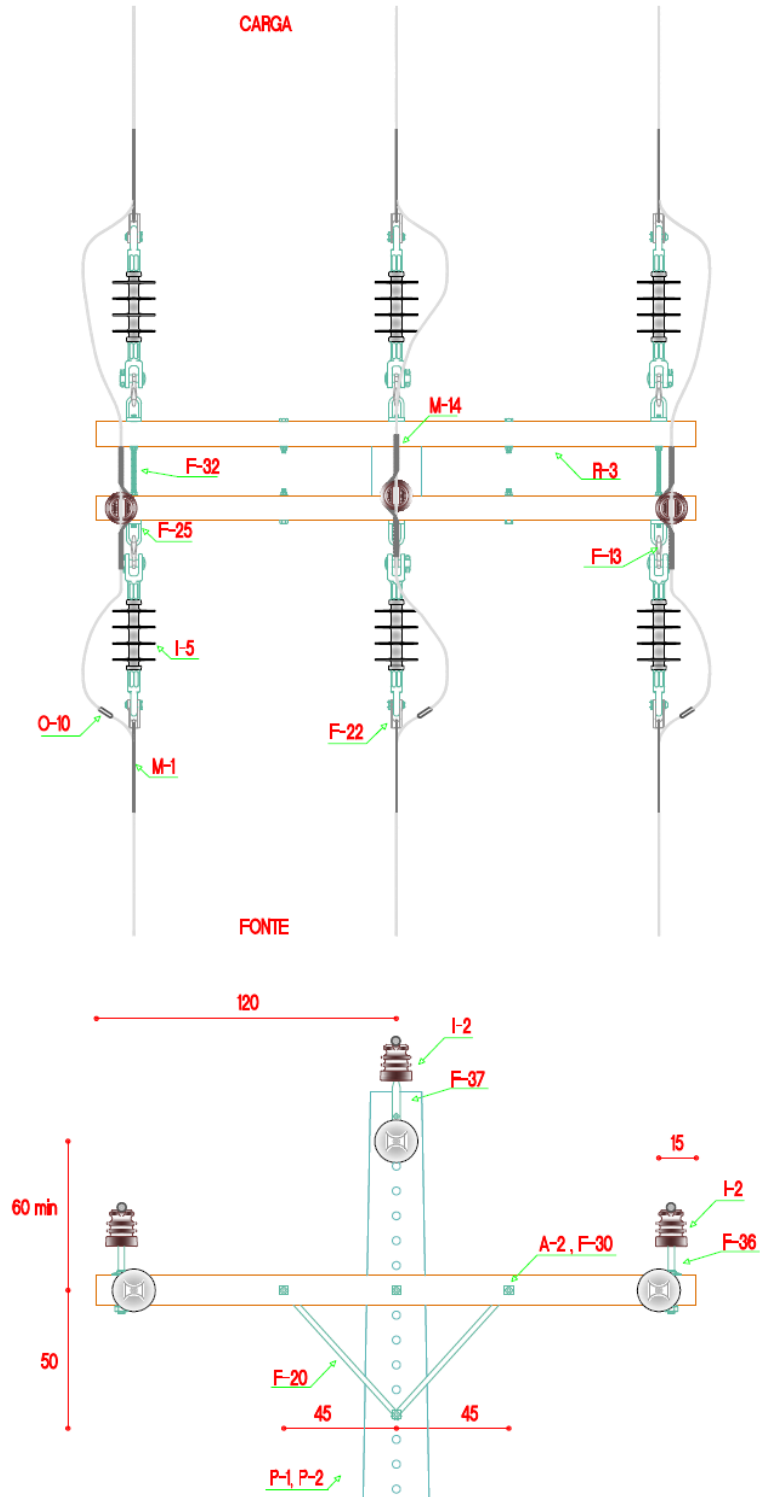 CARGA
M-14
F-32
R-3
F-25
F-13
I-5
O-10
F-22
M-1
FONTE
120
I-2
F-37
15
60 min
I-2
A-2 , F-30
F-36
50
F-20
45
45
P-1, P-2